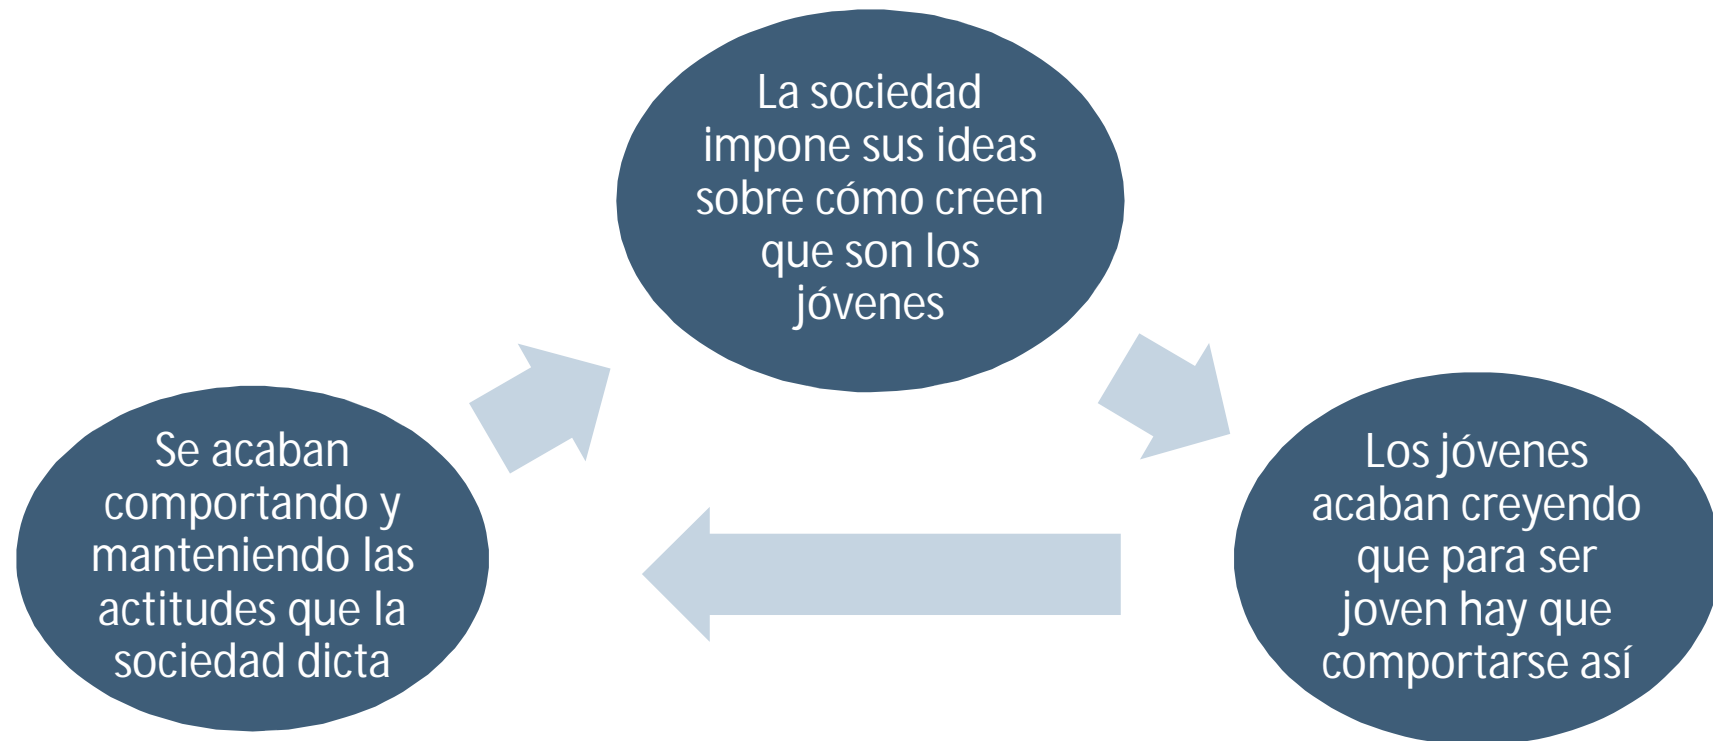 La sociedad
impone sus ideas
sobre cómo creen
que son los
jóvenes
Los jóvenes
acaban creyendo
que para ser
joven hay que
comportarse así
Se acaban
comportando y
manteniendo las
actitudes que la
sociedad dicta